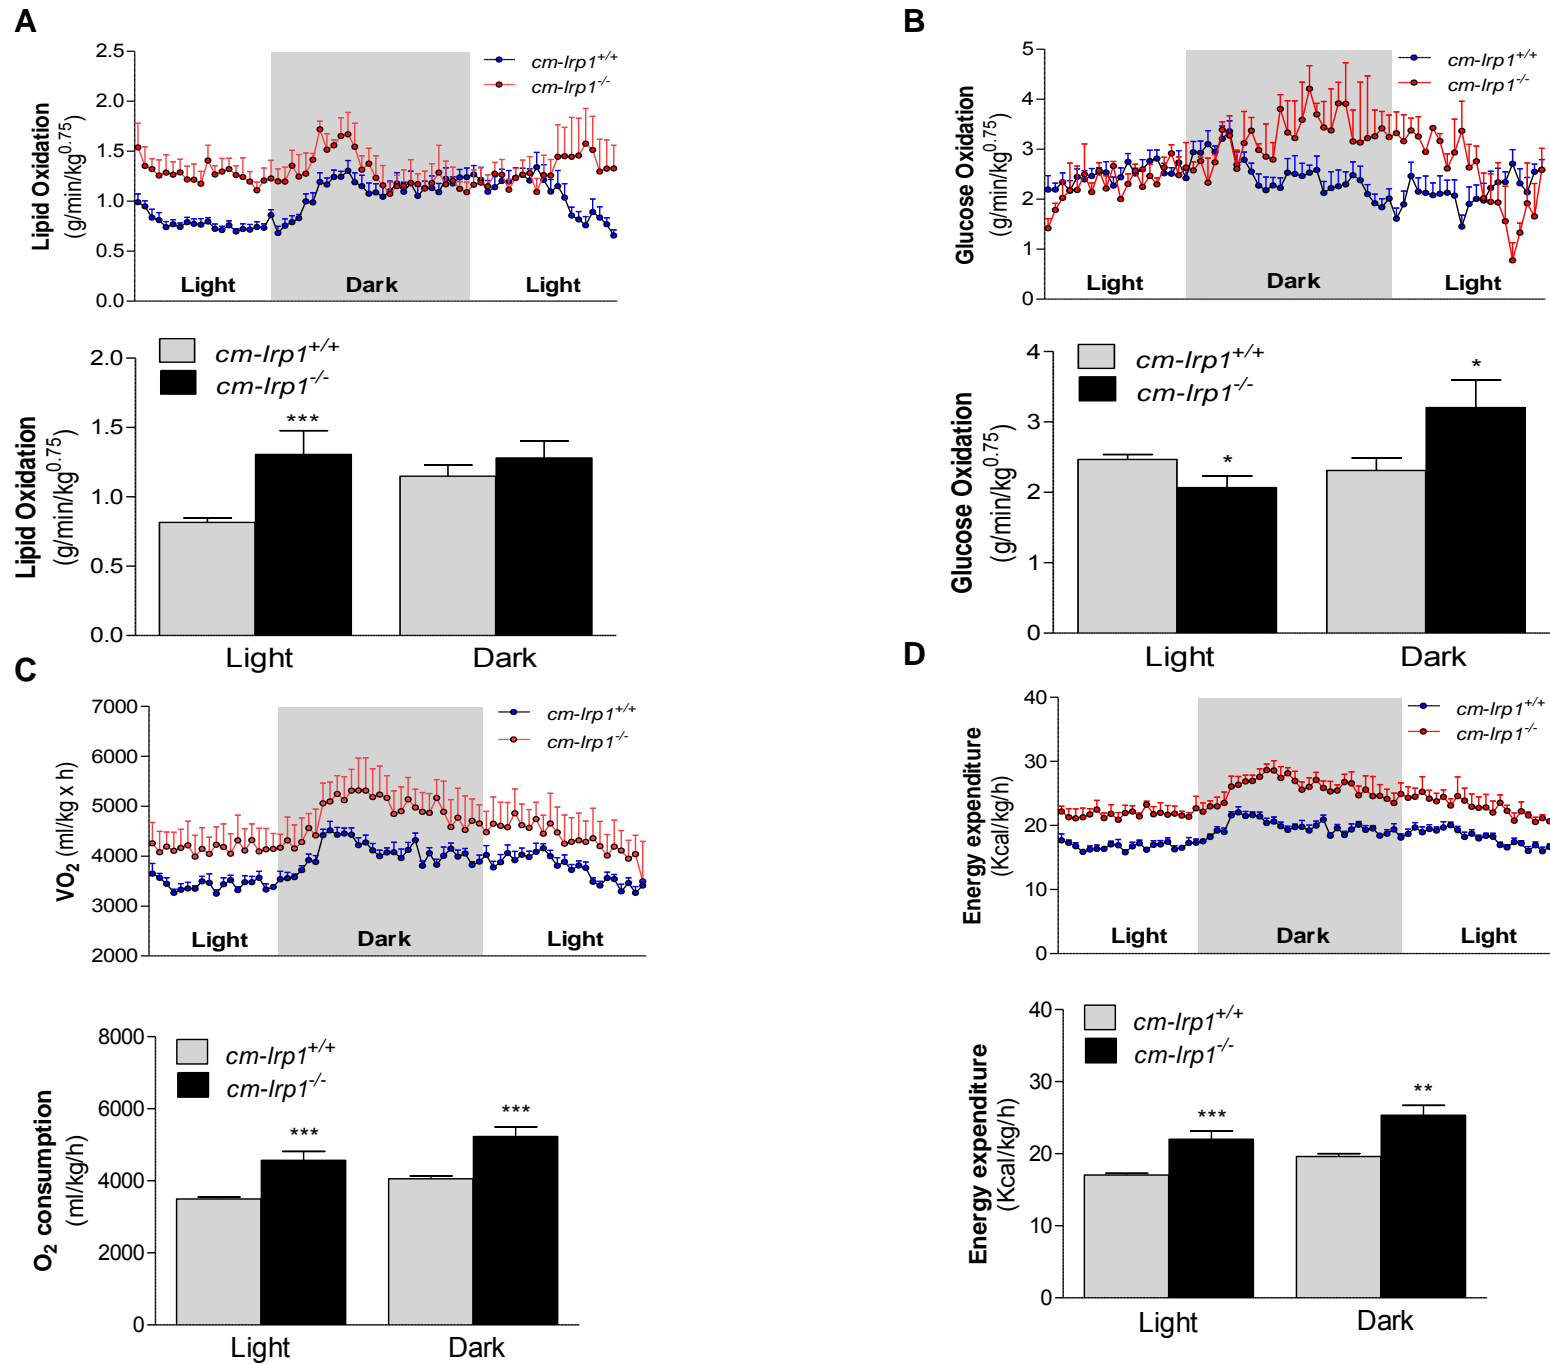 A
2.5
2.0
1.5
1.0
0.5
0.0
Lipid Oxidation
(g/min/kg^0.75)
cm-lrp1+/+
cm-lrp1-/-
Light
Dark
Light
2.0
1.5
1.0
0.5
0.0
Lipid Oxidation
(g/min/kg^0.75)
cm-lrp1+/+
cm-lrp1-/-
***
Light
Dark
B
5
4
3
2
1
0
Glucose Oxidation
(g/min/kg^0.75)
cm-lrp1+/+
cm-lrp1-/-
Light
Dark
Light
4
3
2
1
0
Glucose Oxidation
(g/min/kg^0.75)
cm-lrp1+/+
cm-lrp1-/-
*
*
Light
Dark
C
7000
6000
5000
4000
3000
2000
VO2 (ml/kg x h)
cm-lrp1+/+
cm-lrp1-/-
Light
Dark
Light
8000
6000
4000
2000
0
O2 consumption
(ml/kg/h)
cm-lrp1+/+
cm-lrp1-/-
***
***
Light
Dark
D
40
30
20
10
0
Energy expenditure
(Kcal/kg/h)
cm-lrp1+/+
cm-lrp1-/-
Light
Dark
Light
40
30
20
10
0
Energy expenditure
(Kcal/kg/h)
cm-lrp1+/+
cm-lrp1-/-
***
**
Light
Dark